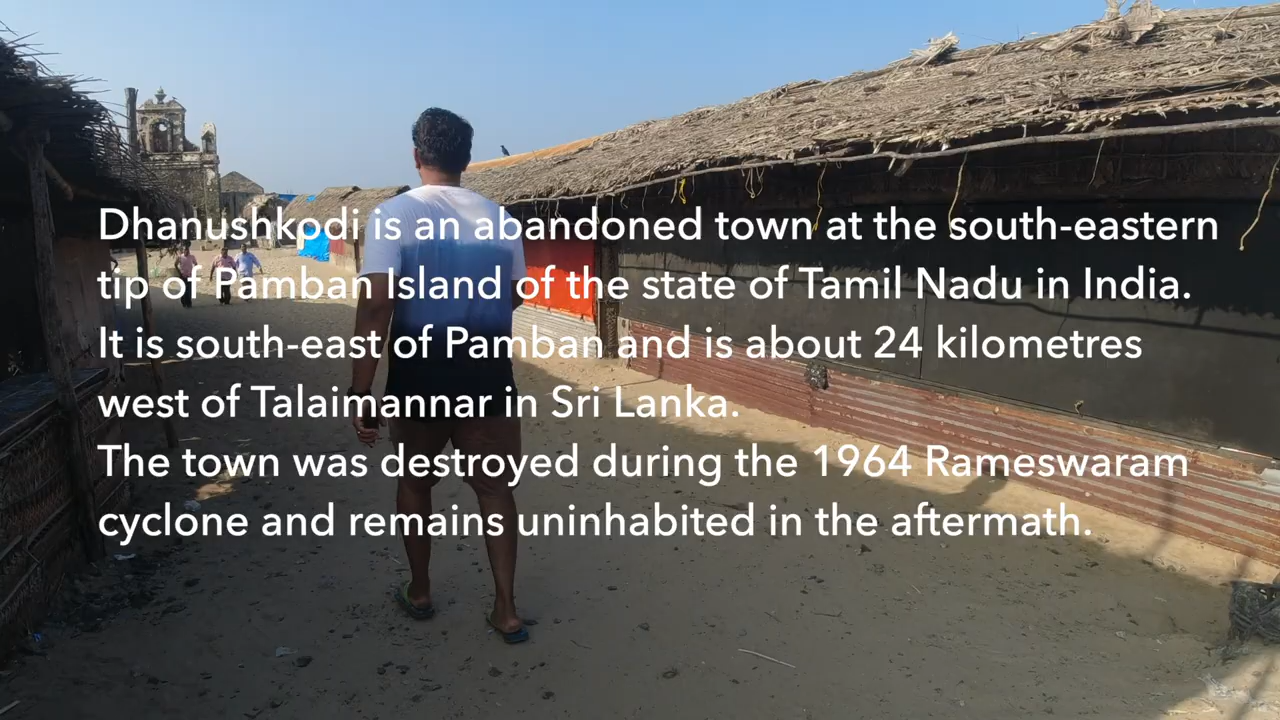 Dhanushkodi is an abandoned town at the south-eastern
tip of Pamban Island of the state of Tamil Nadu in India.
It is south-east of Pamban and is about 24 kilometres
west of Talaimannar in Sri Lanka.
The town was destroyed during the 1964 Rameswaram
cyclone and remains uninhabited in the aftermath.